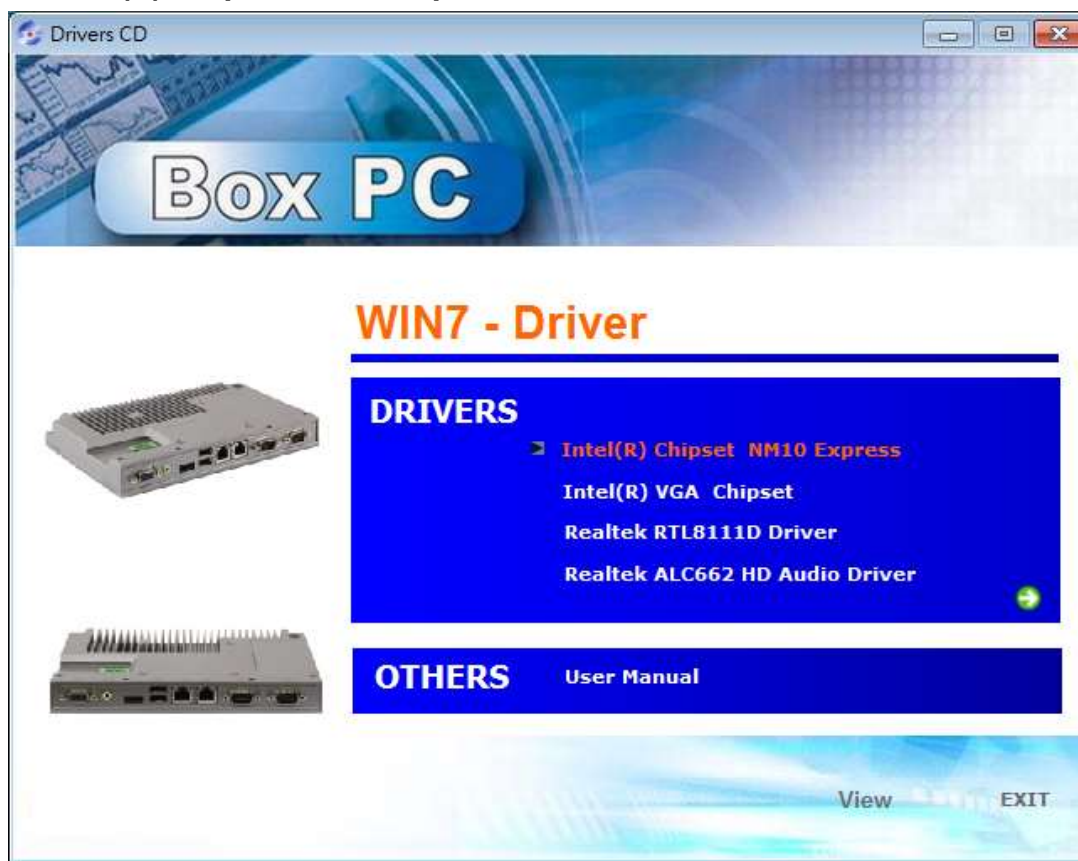 Drivers CD
Box PC
WIN7 - Driver
DRIVERS
Intel(R) Chipset NM10 Express
Intel(R) VGA Chipset
Realtek RTL8111D Driver
Realtek ALC662 HD Audio Driver
OTHERS
User Manual
View
EXIT